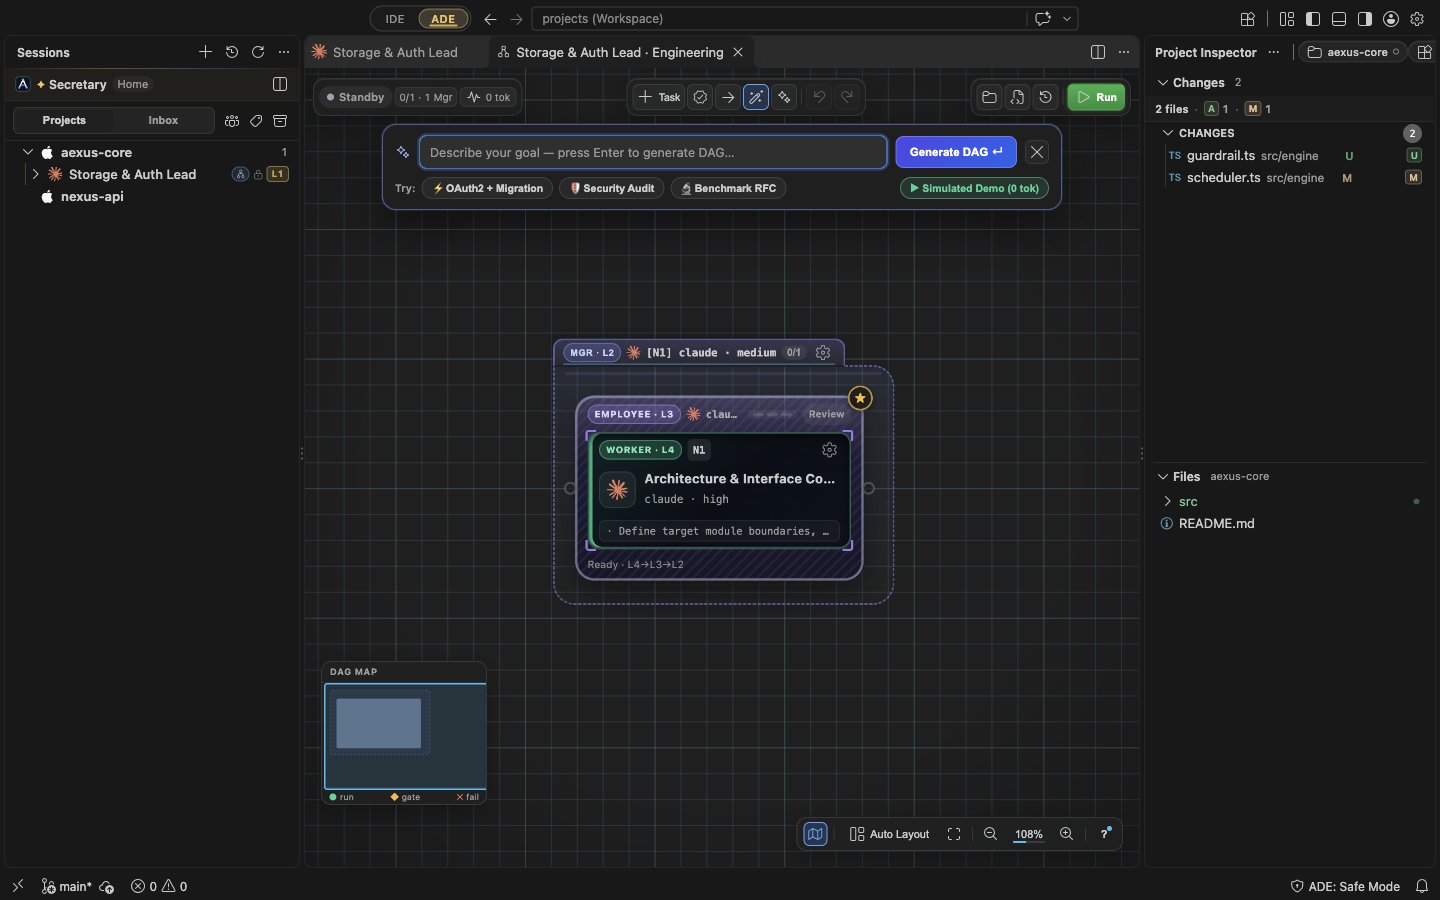 IDE ADE projects (Workspace)
Sessions
Secretary Home
Projects Inbox
aexus-core 1
Storage & Auth Lead L1
nexus-api
Storage & Auth Lead
Storage & Auth Lead · Engineering
Standby 0/1 · 1 Mgr 0 tok
Task
Run
Describe your goal — press Enter to generate DAG...
Generate DAG ↵
Try: OAuth2 + Migration Security Audit Benchmark RFC Simulated Demo (0 tok)
MGR · L2 [N1] claude · medium 0/1
EMPLOYEE · L3 clau… Review
WORKER · L4 N1
Architecture & Interface Co...
claude · high
· Define target module boundaries, …
Ready · L4→L3→L2
DAG MAP
run gate fail
Auto Layout 108% ?
Project Inspector aexus-core
Changes 2
2 files · A 1 · M 1
CHANGES 2
TS guardrail.ts src/engine U U
TS scheduler.ts src/engine M M
Files aexus-core
src
README.md
main* 0 0
ADE: Safe Mode